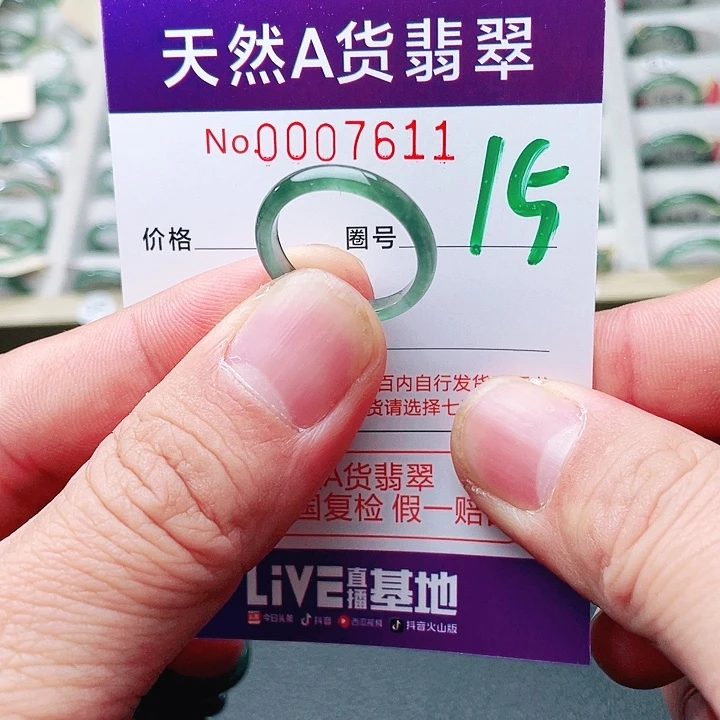 天然A货翡翠
No.0007611
15
价格 圈号
百内自行发货
货请选择七
A货翡翠
国复检 假一赔
LiVE直播基地
今日头条 抖音 西瓜视频 抖音火山版